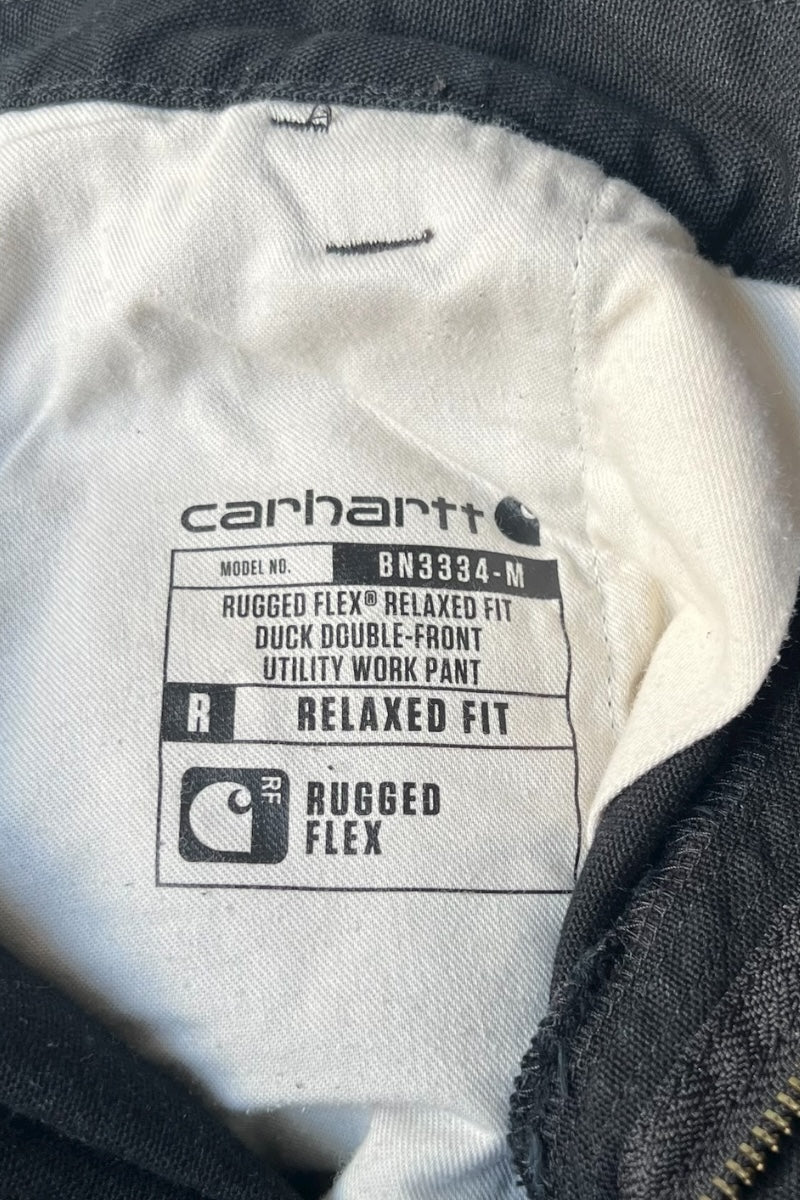 carhartt
MODEL NO. BN3334-M
RUGGED FLEX® RELAXED FIT
DUCK DOUBLE-FRONT
UTILITY WORK PANT
R RELAXED FIT
RF
RUGGED
FLEX